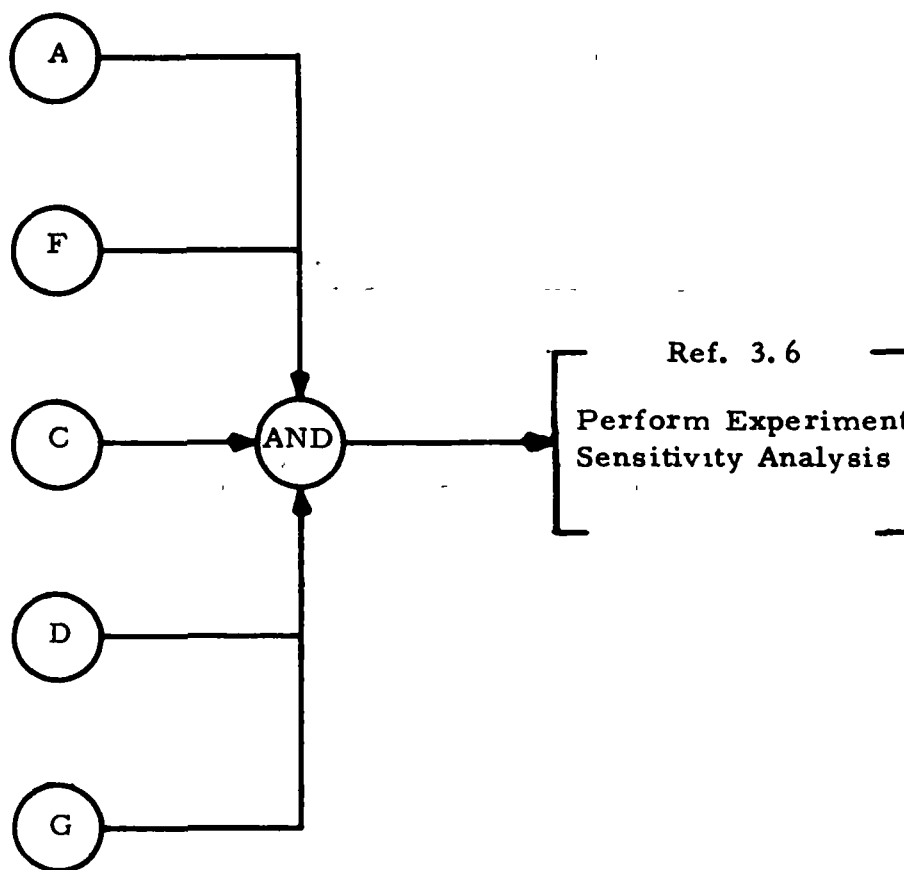 A
F
Ref. 3.6
C
AND
Perform Experiment
Sensitivity Analysis
D
G